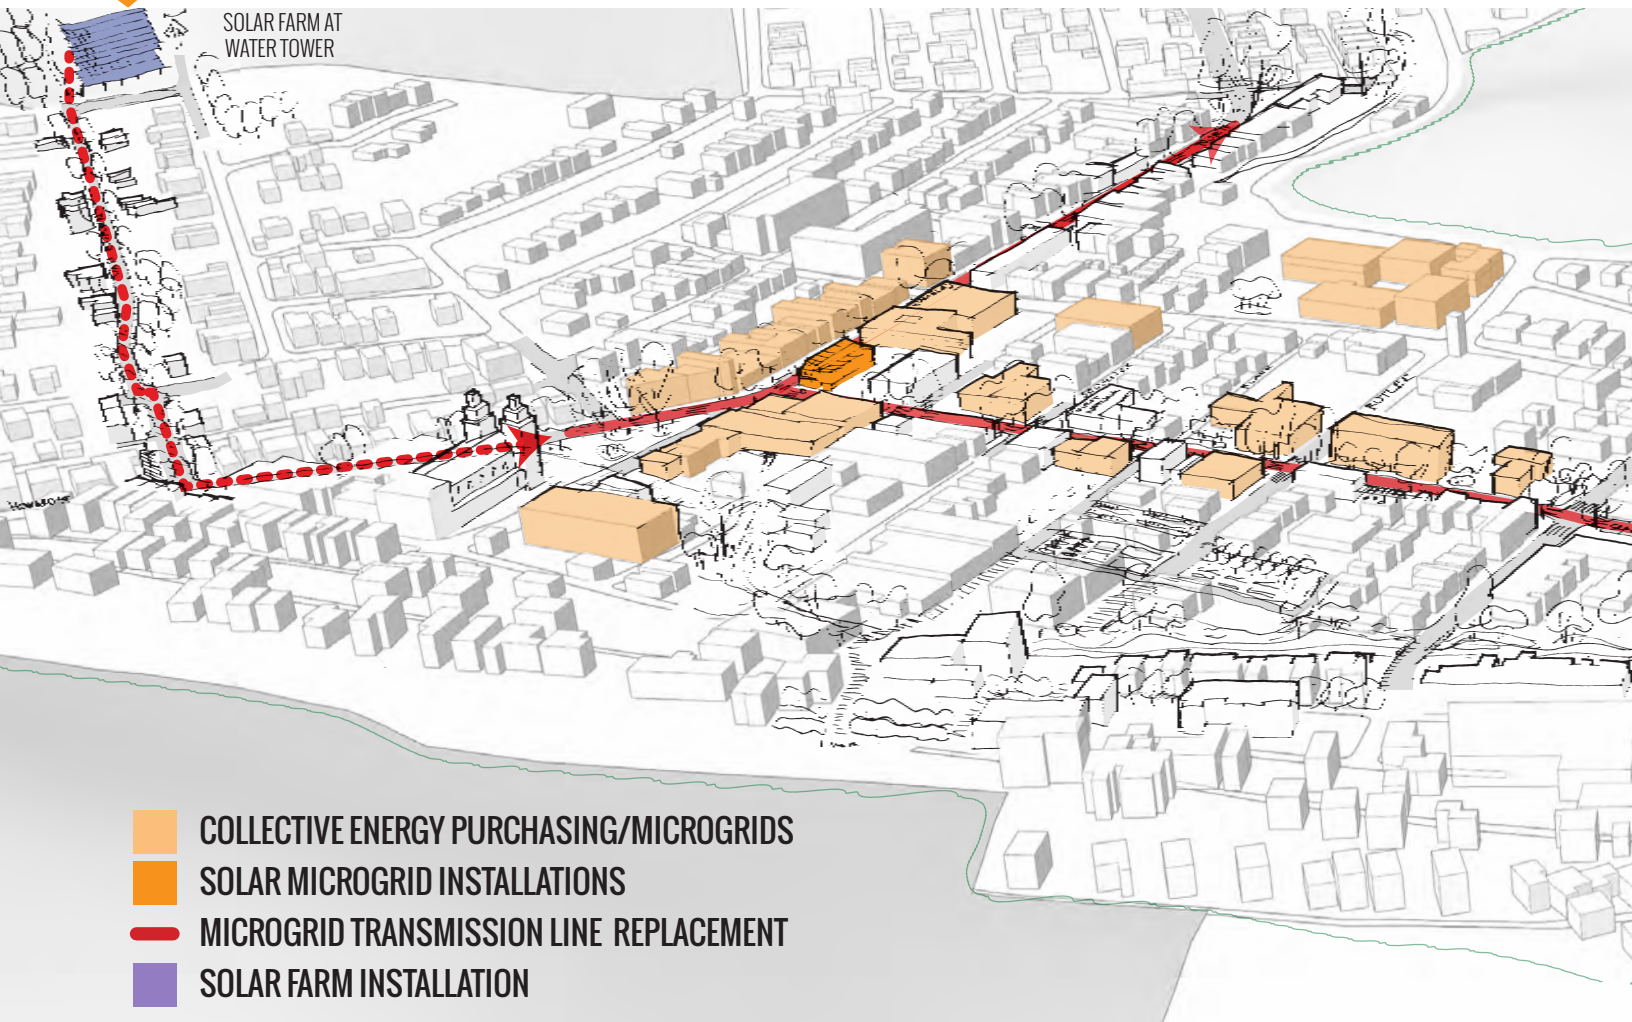 SOLAR FARM AT
WATER TOWER
COLLECTIVE ENERGY PURCHASING/MICROGRIDS
SOLAR MICROGRID INSTALLATIONS
MICROGRID TRANSMISSION LINE REPLACEMENT
SOLAR FARM INSTALLATION